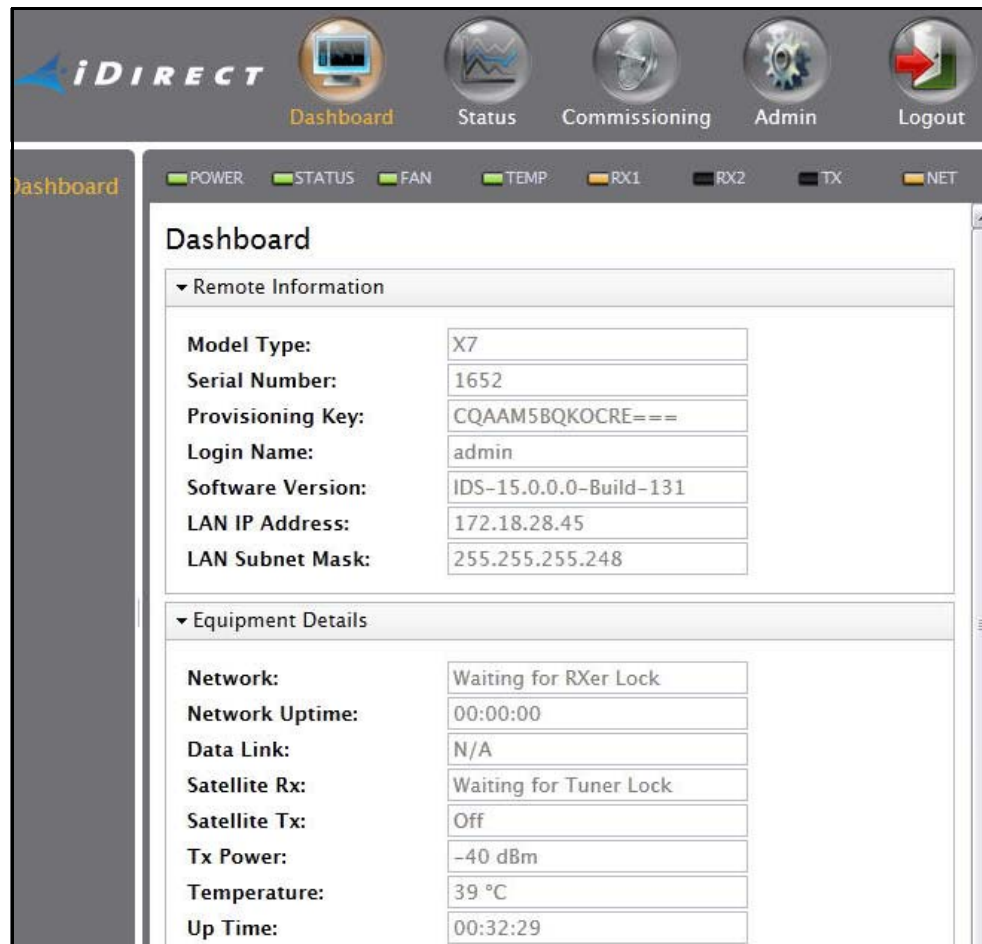 iDIRECT
Dashboard Status Commissioning Admin Logout
Dashboard
POWER STATUS FAN TEMP RX1 RX2 TX NET
Dashboard
Remote Information
Model Type: X7
Serial Number: 1652
Provisioning Key: CQAAM5BQKOCRE===
Login Name: admin
Software Version: IDS-15.0.0.0-Build-131
LAN IP Address: 172.18.28.45
LAN Subnet Mask: 255.255.255.248
Equipment Details
Network: Waiting for RXer Lock
Network Uptime: 00:00:00
Data Link: N/A
Satellite Rx: Waiting for Tuner Lock
Satellite Tx: Off
Tx Power: -40 dBm
Temperature: 39 °C
Up Time: 00:32:29